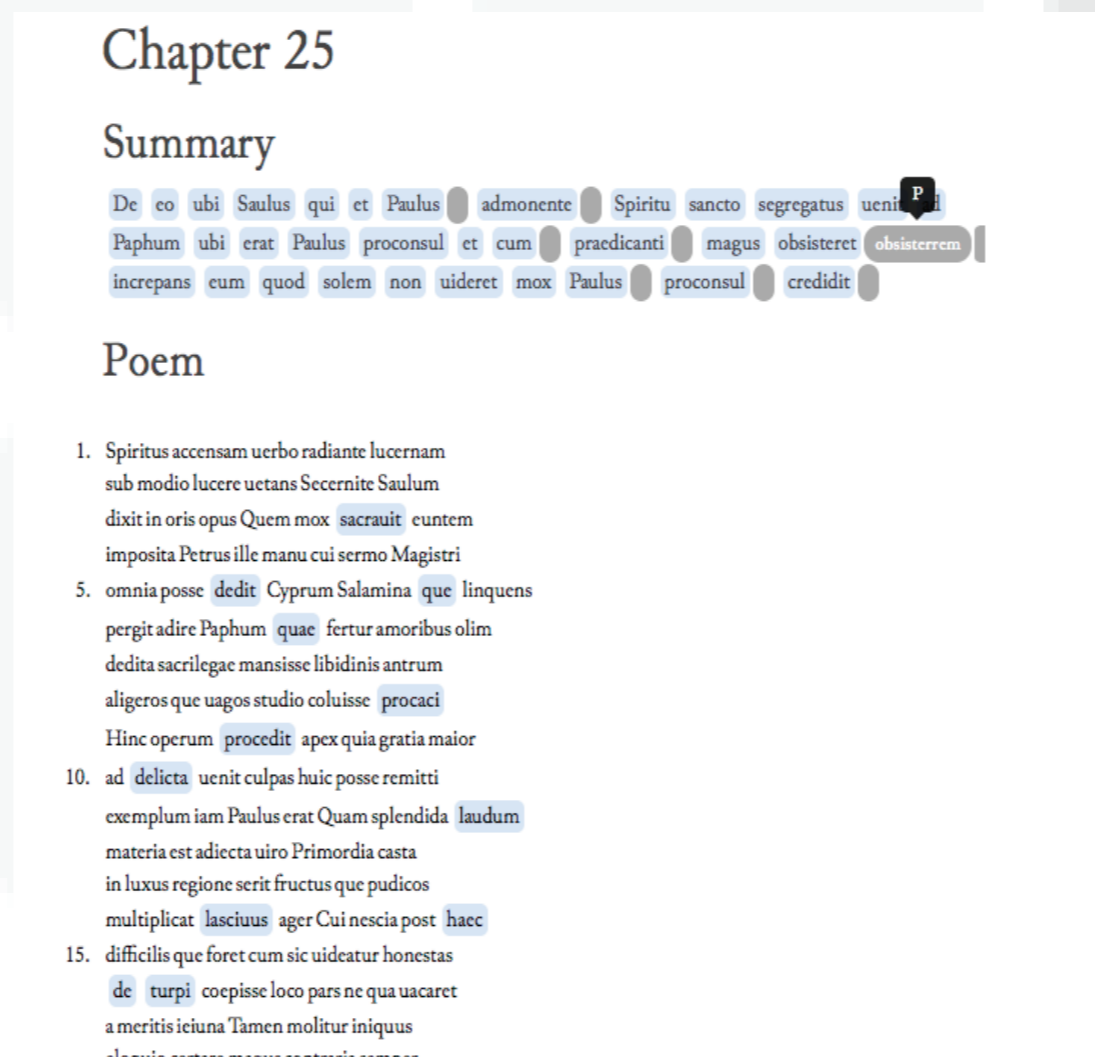 Chapter 25
Summary
P
De eo ubi Saulus qui et Paulus admonente Spiritu sancto segregatus uenit ad
Paphum ubi erat Paulus proconsul et cum praedicanti magus obsisteret obsisterrem
increpans eum quod solem non uideret mox Paulus proconsul credidit
Poem
1. Spiritus accensam uerbo radiante lucernam
sub modio lucere uetans Secernite Saulum
dixit in oris opus Quem mox sacrauit euntem
imposita Petrus ille manu cui sermo Magistri
5. omnia posse dedit Cyprum Salamina que linquens
pergit adire Paphum quae fertur amoribus olim
dedita sacrilegae mansisse libidinis antrum
aligeros que uagos studio coluisse procaci
Hinc operum procedit apex quia gratia maior
10. ad delicta uenit culpas huic posse remitti
exemplum iam Paulus erat Quam splendida laudum
materia est adiecta uiro Primordia casta
in luxus regione serit fructus que pudicos
multiplicat lasciuus ager Cui nescia post haec
15. difficilis que foret cum sic uideatur honestas
de turpi coepisse loco pars ne qua uacaret
a meritis ieiuna Tamen molitur iniquus